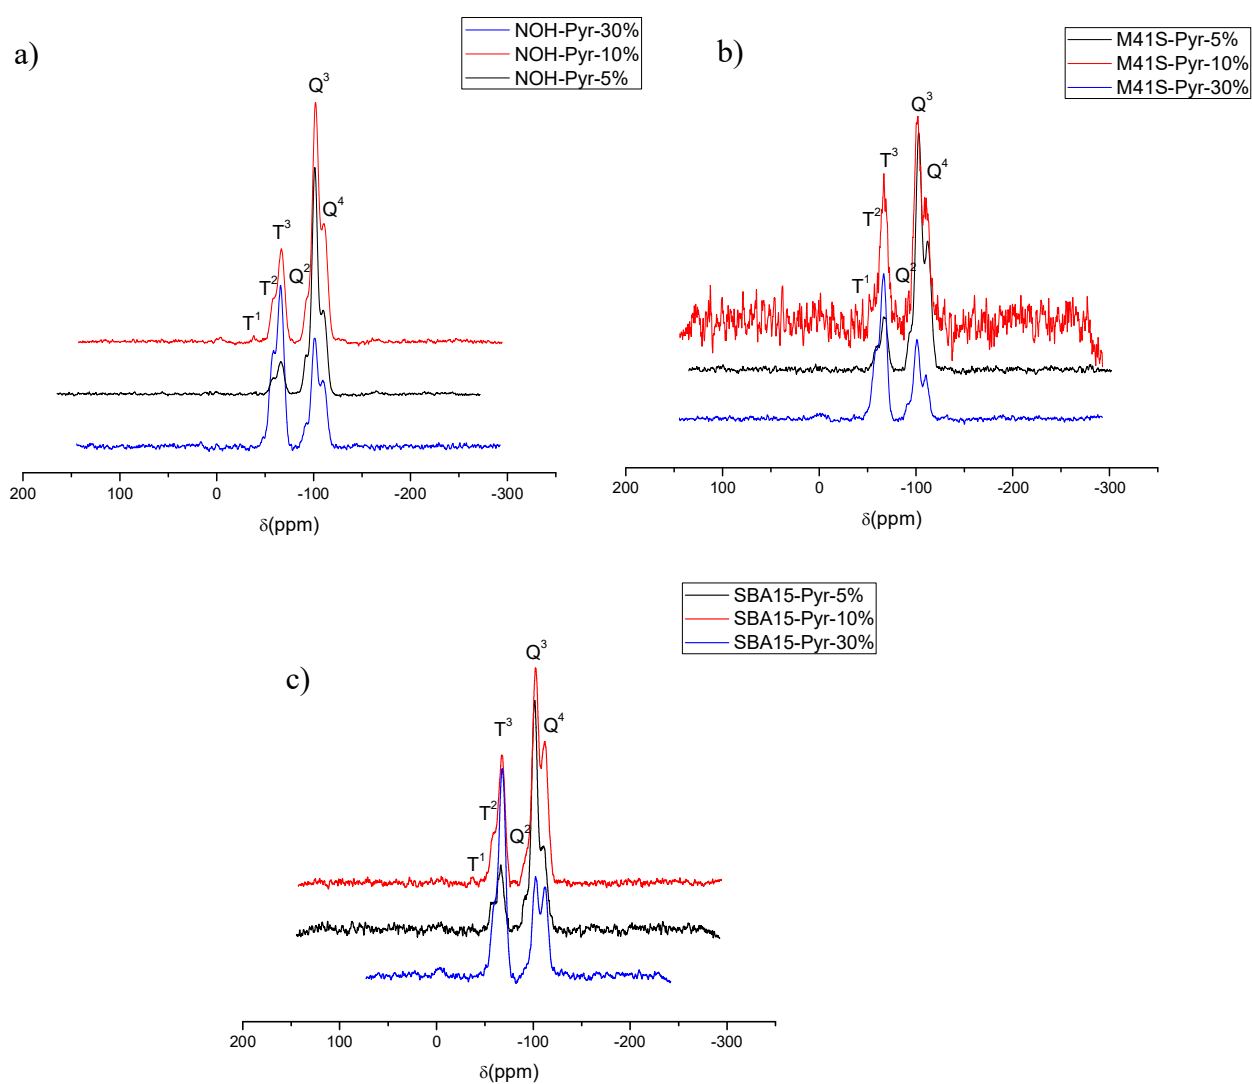 a)
NOH-Pyr-30%
NOH-Pyr-10%
NOH-Pyr-5%
Q³
Q⁴
T³
T²
Q²
T¹
200 100 0 -100 -200 -300
δ(ppm)
b)
M41S-Pyr-5%
M41S-Pyr-10%
M41S-Pyr-30%
Q³
T³
Q⁴
T²
Q²
T¹
200 100 0 -100 -200 -300
δ(ppm)
c)
SBA15-Pyr-5%
SBA15-Pyr-10%
SBA15-Pyr-30%
Q³
T³
Q⁴
T²
Q²
T¹
200 100 0 -100 -200 -300
δ(ppm)